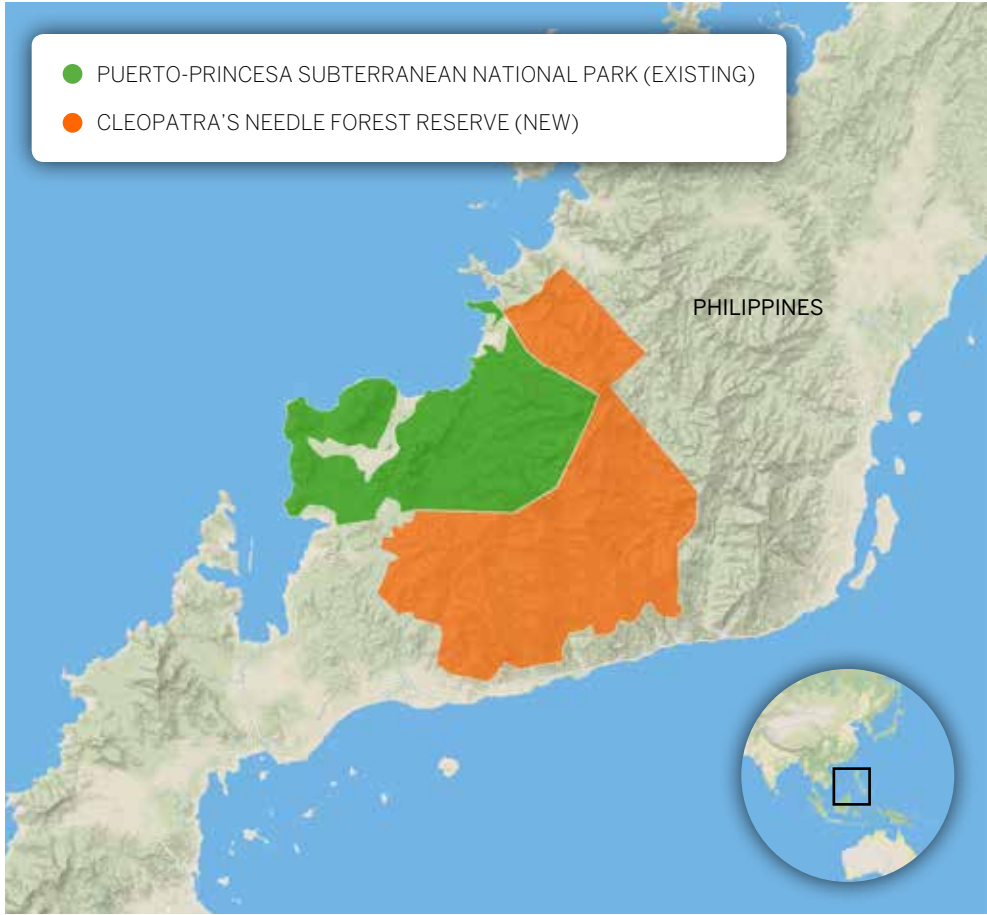 PUERTO-PRINCESA SUBTERRANEAN NATIONAL PARK (EXISTING)
CLEOPATRA'S NEEDLE FOREST RESERVE (NEW)
PHILIPPINES